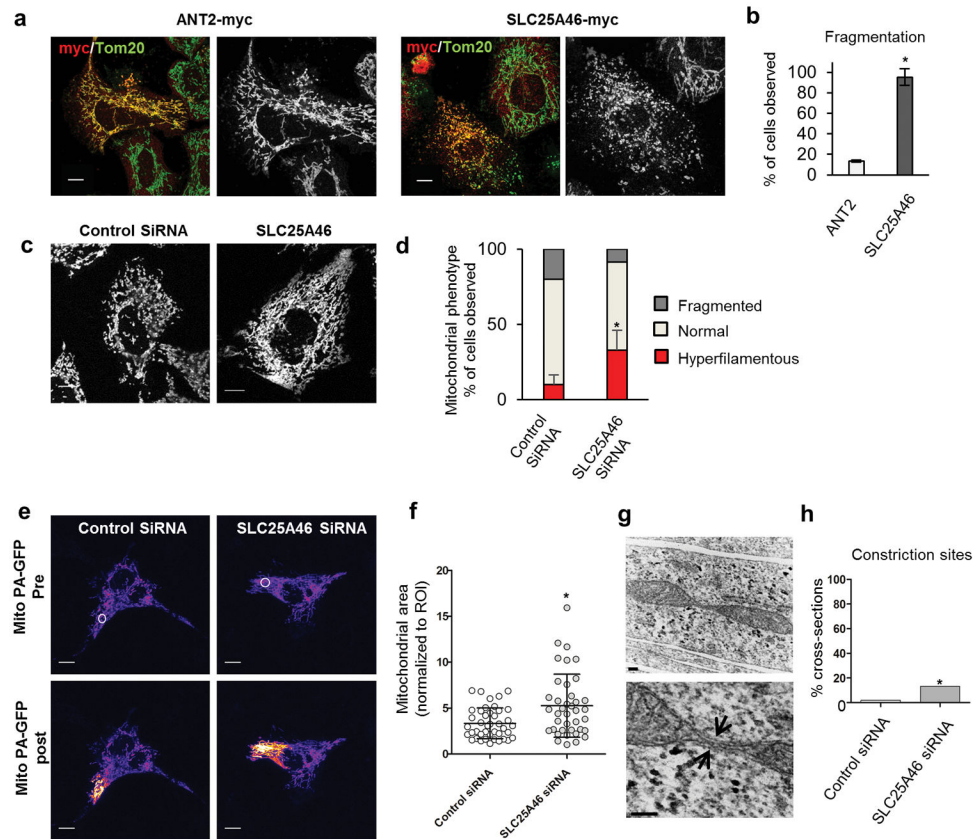 a
ANT2-myc
SLC25A46-myc
myc/Tom20
myc/Tom20
b
Fragmentation
*
100
80
60
40
20
0
% of cells observed
ANT2
SLC25A46
c
Control SiRNA
SLC25A46
d
100
50
0
Mitochondrial phenotype
% of cells observed
*
Control
SiRNA
SLC25A46
SiRNA
Fragmented
Normal
Hyperfilamentous
e
Control SiRNA
SLC25A46 SiRNA
Mito PA-GFP
Pre
Mito PA-GFP
post
f
20
15
10
5
0
Mitochondrial area
(normalized to ROI)
*
Control siRNA
SLC25A46 siRNA
g
h
Constriction sites
100
80
60
40
20
0
% cross-sections
*
Control siRNA
SLC25A46 siRNA